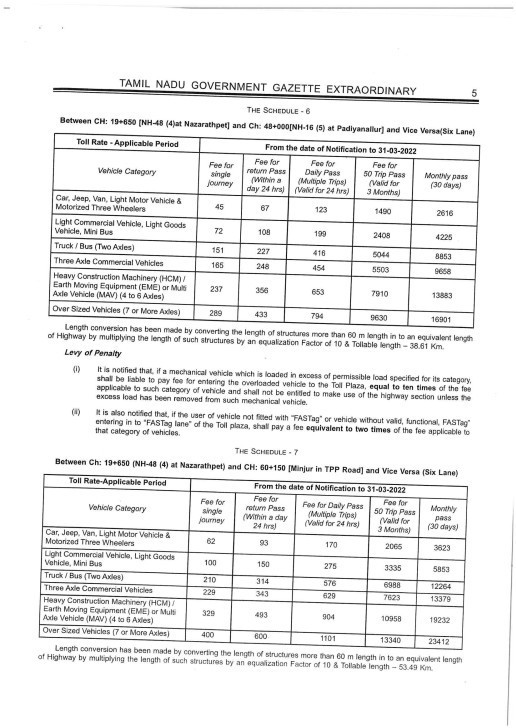 TAMIL NADU GOVERNMENT GAZETTE EXTRAORDINARY 5
THE SCHEDULE - 6
Between CH: 19+650 [NH-48 (4)at Nazarathpet] and Ch: 48+000[NH-16 (5) at Padiyanallur] and Vice Versa(Six Lane)
Toll Rate - Applicable Period From the date of Notification to 31-03-2022
Vehicle Category
Fee for
single
journey
Fee for
return Pass
(Within a
day 24 hrs)
Fee for
Daily Pass
(Multiple Trips)
(Valid for 24 hrs)
Fee for
50 Trip Pass
(Valid for
3 Months)
Monthly pass
(30 days)
Car, Jeep, Van, Light Motor Vehicle &
Motorized Three Wheelers
45 67 123 1490 2616
Light Commercial Vehicle, Light Goods
Vehicle, Mini Bus
72 108 199 2408 4225
Truck / Bus (Two Axles) 151 227 416 5044 8853
Three Axle Commercial Vehicles 165 248 454 5503 9658
Heavy Construction Machinery (HCM) /
Earth Moving Equipment (EME) or Multi
Axle Vehicle (MAV) (4 to 6 Axles)
237 356 653 7910 13883
Over Sized Vehicles (7 or More Axles) 289 433 794 9630 16901
Length conversion has been made by converting the length of structures more than 60 m length in to an equivalent length
of Highway by multiplying the length of such structures by an equalization Factor of 10 & Tollable length – 38.61 Km.
Levy of Penalty
(i) It is notified that, if a mechanical vehicle which is loaded in excess of permissible load specified for its category,
shall be liable to pay fee for entering the overloaded vehicle to the Toll Plaza, equal to ten times of the fee
applicable to such category of vehicle and shall not be entitled to make use of the highway section unless the
excess load has been removed from such mechanical vehicle.
(ii) It is also notified that, if the user of vehicle not fitted with "FASTag" or vehicle without valid, functional, FASTag"
entering in to "FASTag lane" of the Toll plaza, shall pay a fee equivalent to two times of the fee applicable to
that category of vehicles.
THE SCHEDULE - 7
Between Ch: 19+650 (NH-48 (4) at Nazarathpet) and CH: 60+150 [Minjur in TPP Road] and Vice Versa (Six Lane)
Toll Rate-Applicable Period From the date of Notification to 31-03-2022
Vehicle Category
Fee for
single
journey
Fee for
return Pass
(Within a day
24 hrs)
Fee for Daily Pass
(Multiple Trips)
(Valid for 24 hrs)
Fee for
50 Trip Pass
(Valid for
3 Months)
Monthly
pass
(30 days)
Car, Jeep, Van, Light Motor Vehicle &
Motorized Three Wheelers
62 93 170 2065 3623
Light Commercial Vehicle, Light Goods
Vehicle, Mini Bus
100 150 275 3335 5853
Truck / Bus (Two Axles) 210 314 576 6988 12264
Three Axle Commercial Vehicles 229 343 629 7623 13379
Heavy Construction Machinery (HCM) /
Earth Moving Equipment (EME) or Multi
Axle Vehicle (MAV) (4 to 6 Axles)
329 493 904 10958 19232
Over Sized Vehicles (7 or More Axles) 400 600 1101 13340 23412
Length conversion has been made by converting the length of structures more than 60 m length in to an equivalent length
of Highway by multiplying the length of such structures by an equalization Factor of 10 & Tollable length – 53.49 Km.